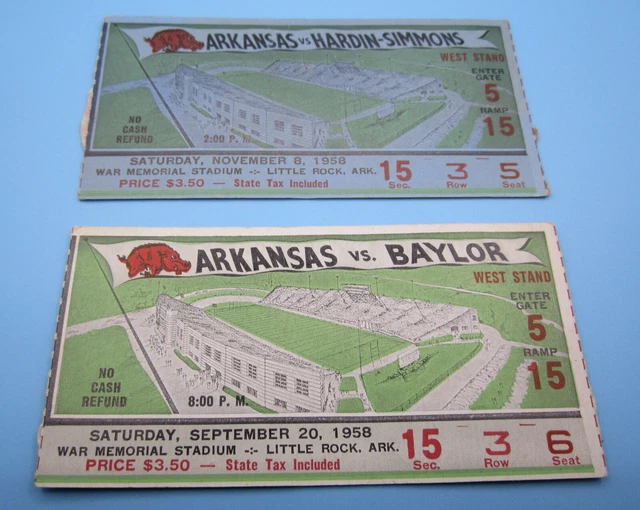 ARKANSAS VS HARDIN-SIMMONS
WEST STAND
ENTER
GATE
5
RAMP
15
NO
CASH
REFUND
2:00 P. M.
SATURDAY, NOVEMBER 8, 1958
WAR MEMORIAL STADIUM -:- LITTLE ROCK, ARK.
PRICE $3.50 — State Tax Included
15 3 5
Sec. Row Seat
ARKANSAS VS. BAYLOR
WEST STAND
ENTER
GATE
5
RAMP
15
NO
CASH
REFUND
8:00 P. M.
SATURDAY, SEPTEMBER 20, 1958
WAR MEMORIAL STADIUM -:- LITTLE ROCK, ARK.
PRICE $3.50 — State Tax Included
15 3 6
Sec. Row Seat